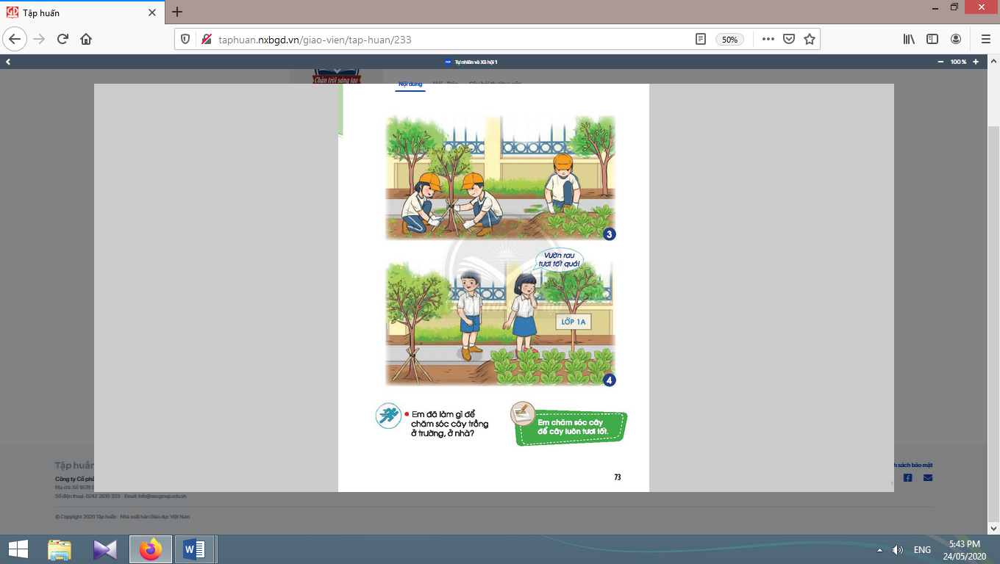 Tập huấn
taphuan.nxbgd.vn/giao-vien/tap-huan/233
50%
Tự nhiên và Xã hội 1
100 %
Chân trời sáng tạo
Nội dung
3
Vườn rau
tươi tốt quá!
LỚP 1A
4
Em đã làm gì để
chăm sóc cây trồng
ở trường, ở nhà?
Em chăm sóc cây
để cây luôn tươi tốt.
73
Tập huấn
Công ty Cổ phầ
Địa chỉ: Số 187B
Số điện thoại: 0242 2610 333 - Email: info@aesgroup.edu.vn
h sách bảo mật
© Copyright 2020 Tập huấn - Nhà xuất bản Giáo dục Việt Nam
ENG
5:43 PM
24/05/2020